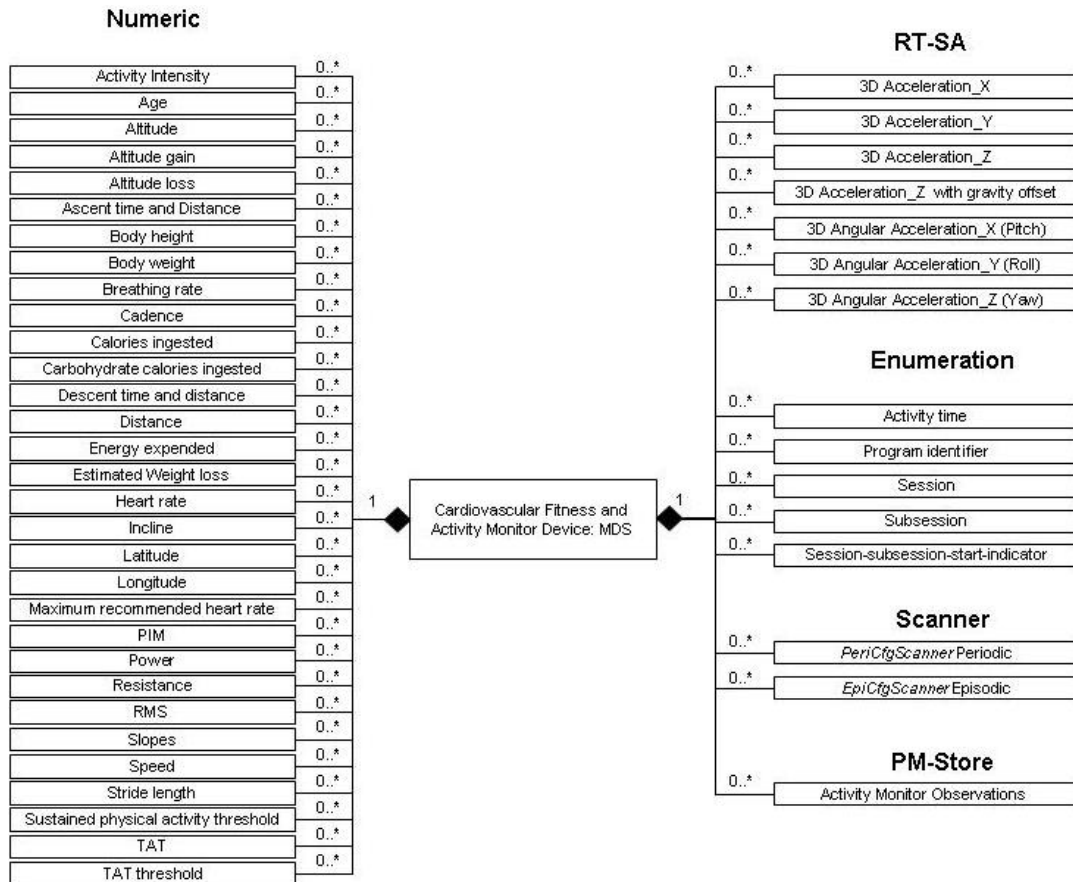 Numeric
0..*
Activity Intensity
0..*
Age
0..*
Altitude
0..*
Altitude gain
0..*
Altitude loss
0..*
Ascent time and Distance
0..*
Body height
0..*
Body weight
0..*
Breathing rate
0..*
Cadence
0..*
Calories ingested
0..*
Carbohydrate calories ingested
0..*
Descent time and distance
0..*
Distance
0..*
Energy expended
0..*
Estimated Weight loss
0..*
Heart rate
0..*
Incline
0..*
Latitude
0..*
Longitude
0..*
Maximum recommended heart rate
0..*
PIM
0..*
Power
0..*
Resistance
0..*
RMS
0..*
Slopes
0..*
Speed
0..*
Stride length
0..*
Sustained physical activity threshold
0..*
TAT
0..*
TAT threshold
1
Cardiovascular Fitness and
Activity Monitor Device: MDS
1
RT-SA
0..*
3D Acceleration_X
0..*
3D Acceleration_Y
0..*
3D Acceleration_Z
0..*
3D Acceleration_Z with gravity offset
0..*
3D Angular Acceleration_X (Pitch)
0..*
3D Angular Acceleration_Y (Roll)
0..*
3D Angular Acceleration_Z (Yaw)
Enumeration
0..*
Activity time
0..*
Program identifier
0..*
Session
0..*
Subsession
0..*
Session-subsession-start-indicator
Scanner
0..*
PeriCfgScanner Periodic
0..*
EpiCfgScanner Episodic
PM-Store
0..*
Activity Monitor Observations